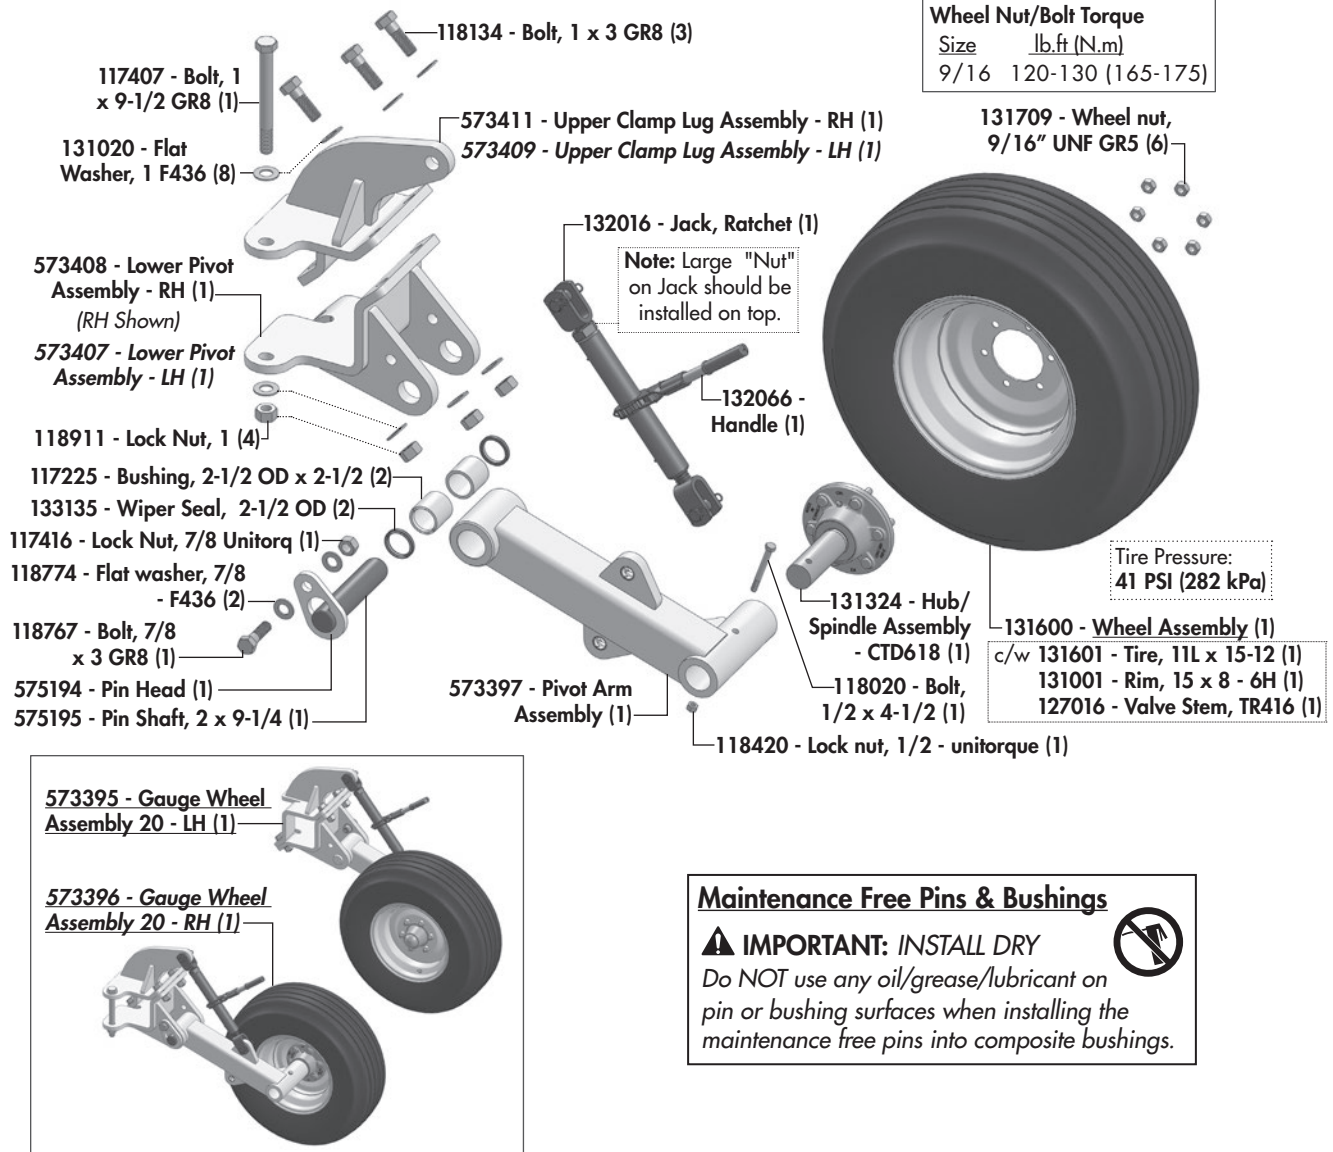 118134 - Bolt, 1 x 3 GR8 (3)
117407 - Bolt, 1
x 9-1/2 GR8 (1)
131020 - Flat
Washer, 1 F436 (8)
573411 - Upper Clamp Lug Assembly - RH (1)
573409 - Upper Clamp Lug Assembly - LH (1)
Wheel Nut/Bolt Torque
Size lb.ft (N.m)
9/16 120-130 (165-175)
131709 - Wheel nut,
9/16” UNF GR5 (6)
132016 - Jack, Ratchet (1)
Note: Large "Nut"
on Jack should be
installed on top.
573408 - Lower Pivot
Assembly - RH (1)
(RH Shown)
573407 - Lower Pivot
Assembly - LH (1)
132066 -
Handle (1)
118911 - Lock Nut, 1 (4)
117225 - Bushing, 2-1/2 OD x 2-1/2 (2)
133135 - Wiper Seal, 2-1/2 OD (2)
117416 - Lock Nut, 7/8 Unitorq (1)
118774 - Flat washer, 7/8
- F436 (2)
118767 - Bolt, 7/8
x 3 GR8 (1)
575194 - Pin Head (1)
575195 - Pin Shaft, 2 x 9-1/4 (1)
573397 - Pivot Arm
Assembly (1)
131324 - Hub/
Spindle Assembly
- CTD618 (1)
118020 - Bolt,
1/2 x 4-1/2 (1)
118420 - Lock nut, 1/2 - unitorque (1)
Tire Pressure:
41 PSI (282 kPa)
131600 - Wheel Assembly (1)
c/w 131601 - Tire, 11L x 15-12 (1)
131001 - Rim, 15 x 8 - 6H (1)
127016 - Valve Stem, TR416 (1)
573395 - Gauge Wheel
Assembly 20 - LH (1)
573396 - Gauge Wheel
Assembly 20 - RH (1)
Maintenance Free Pins & Bushings
IMPORTANT: INSTALL DRY
Do NOT use any oil/grease/lubricant on
pin or bushing surfaces when installing the
maintenance free pins into composite bushings.